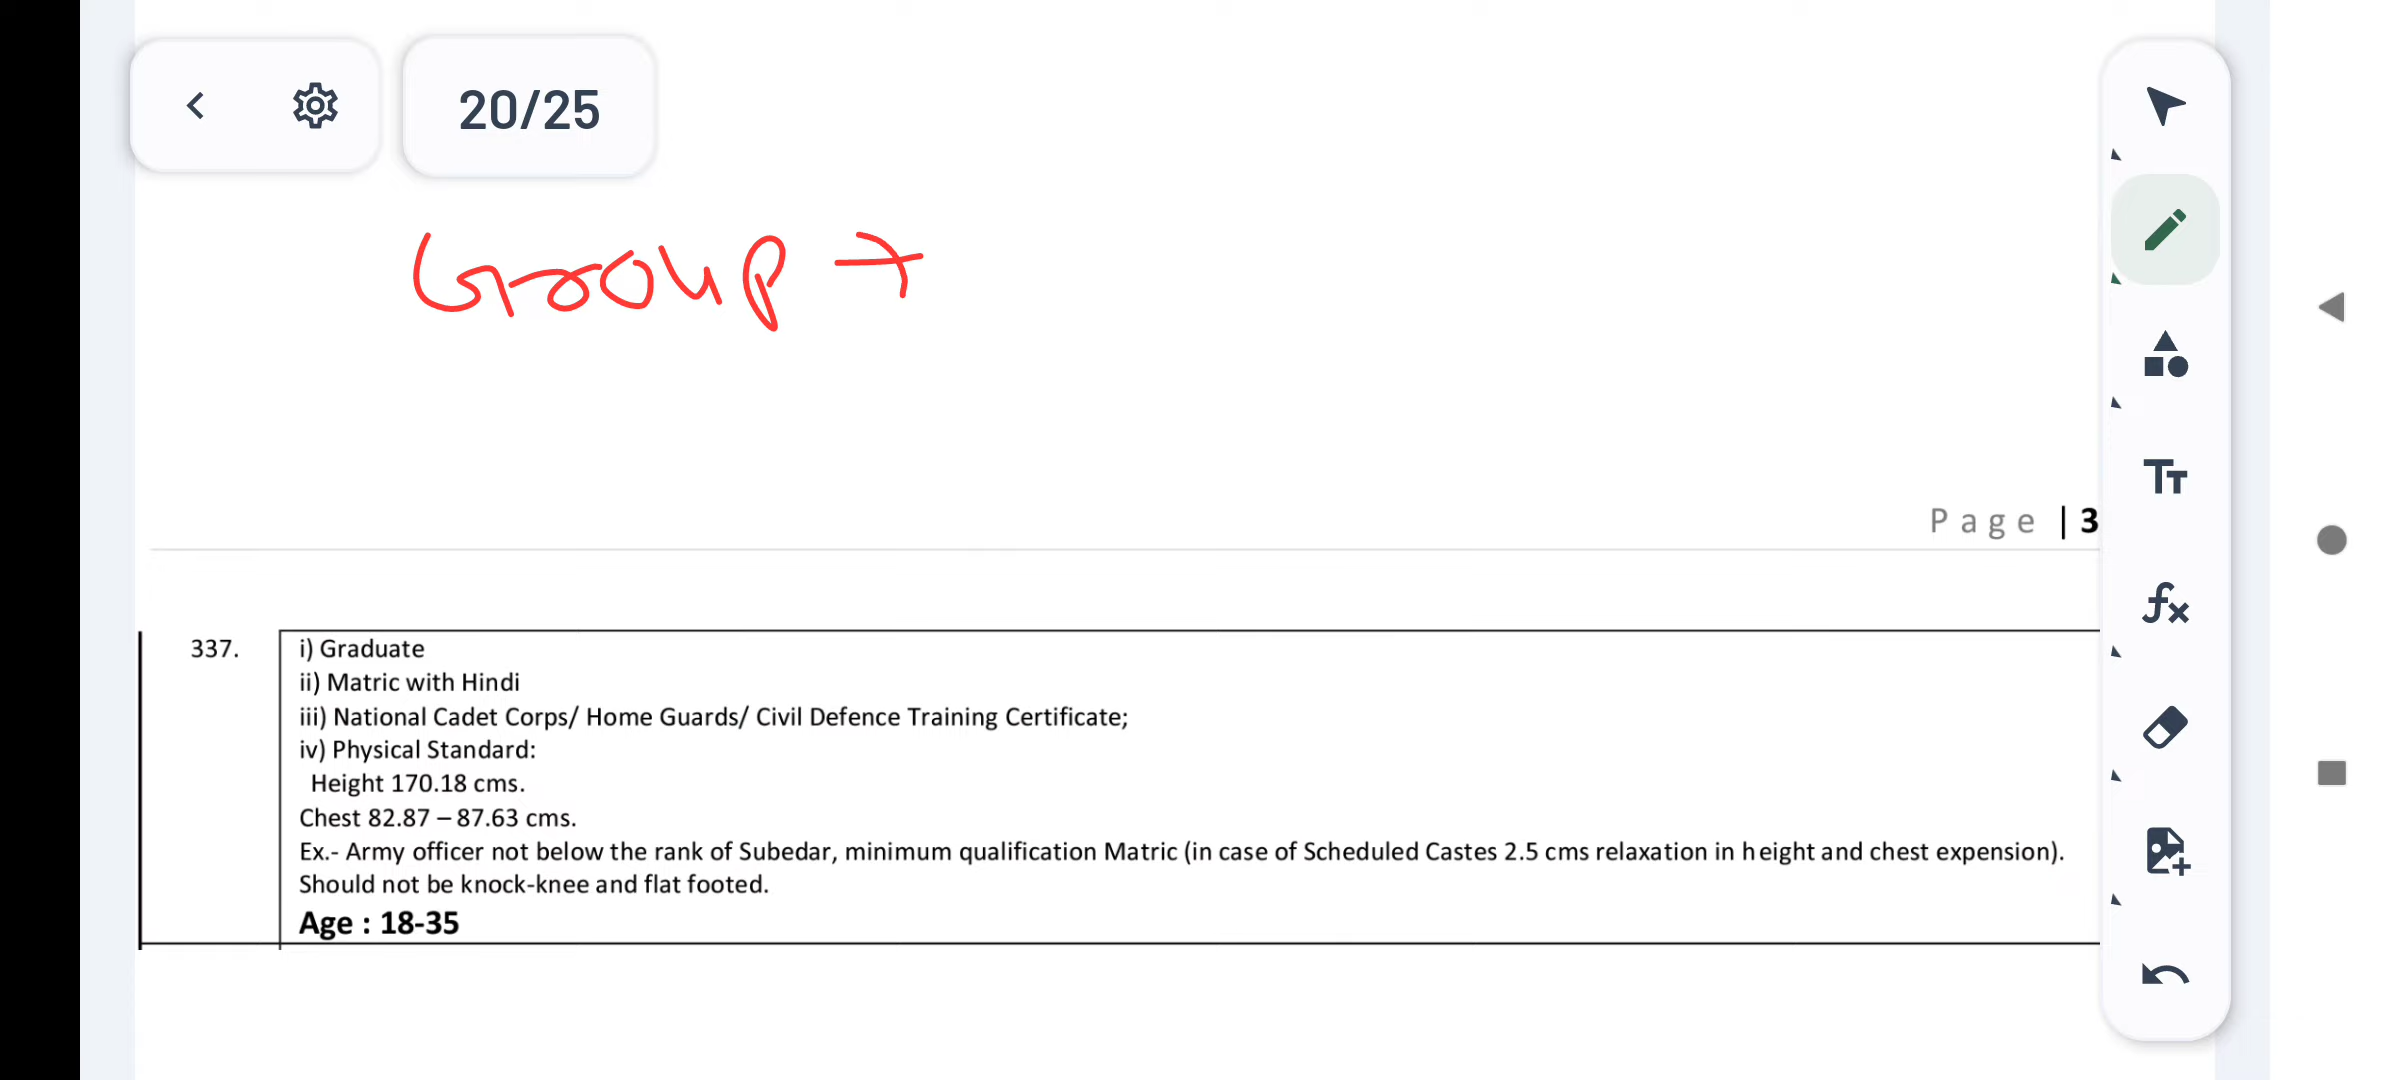 20/25
Group →
Page | 3
337.
i) Graduate
ii) Matric with Hindi
iii) National Cadet Corps/ Home Guards/ Civil Defence Training Certificate;
iv) Physical Standard:
Height 170.18 cms.
Chest 82.87 – 87.63 cms.
Ex.- Army officer not below the rank of Subedar, minimum qualification Matric (in case of Scheduled Castes 2.5 cms relaxation in height and chest expension).
Should not be knock-knee and flat footed.
Age : 18-35
Tт
fx